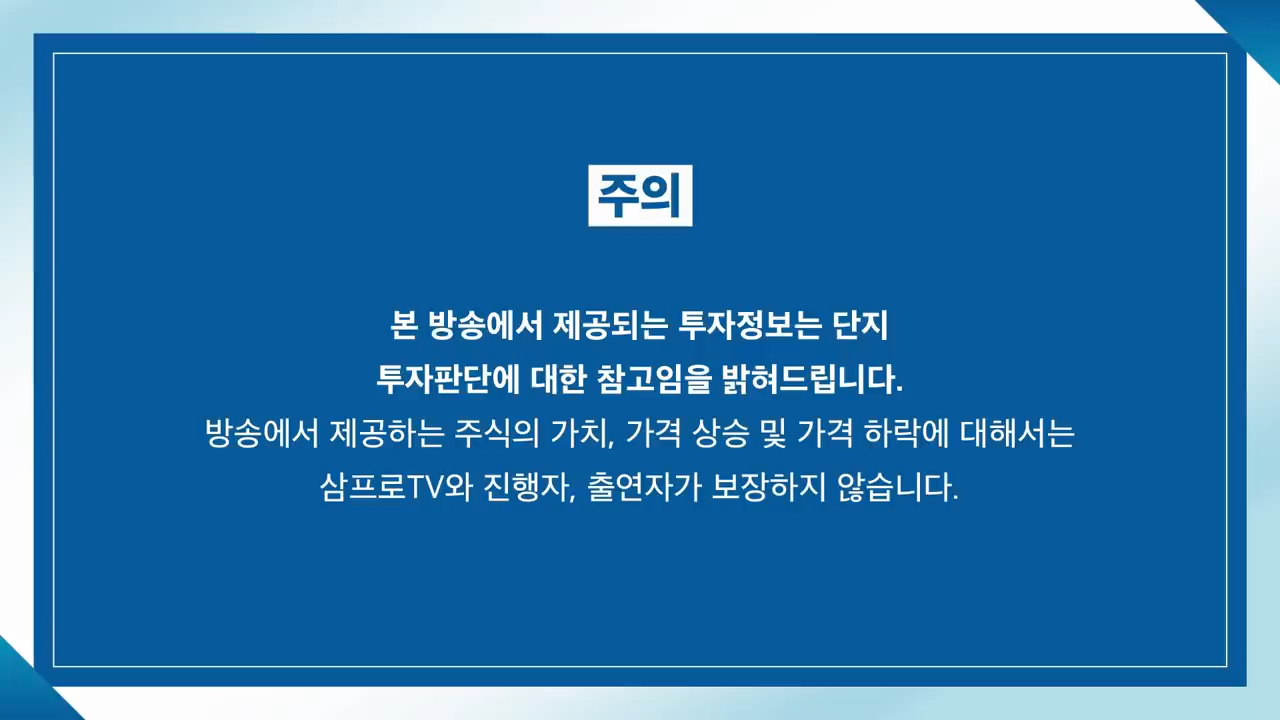 주의
본 방송에서 제공되는 투자정보는 단지
투자판단에 대한 참고임을 밝혀드립니다.
방송에서 제공하는 주식의 가치, 가격 상승 및 가격 하락에 대해서는
삼프로TV와 진행자, 출연자가 보장하지 않습니다.